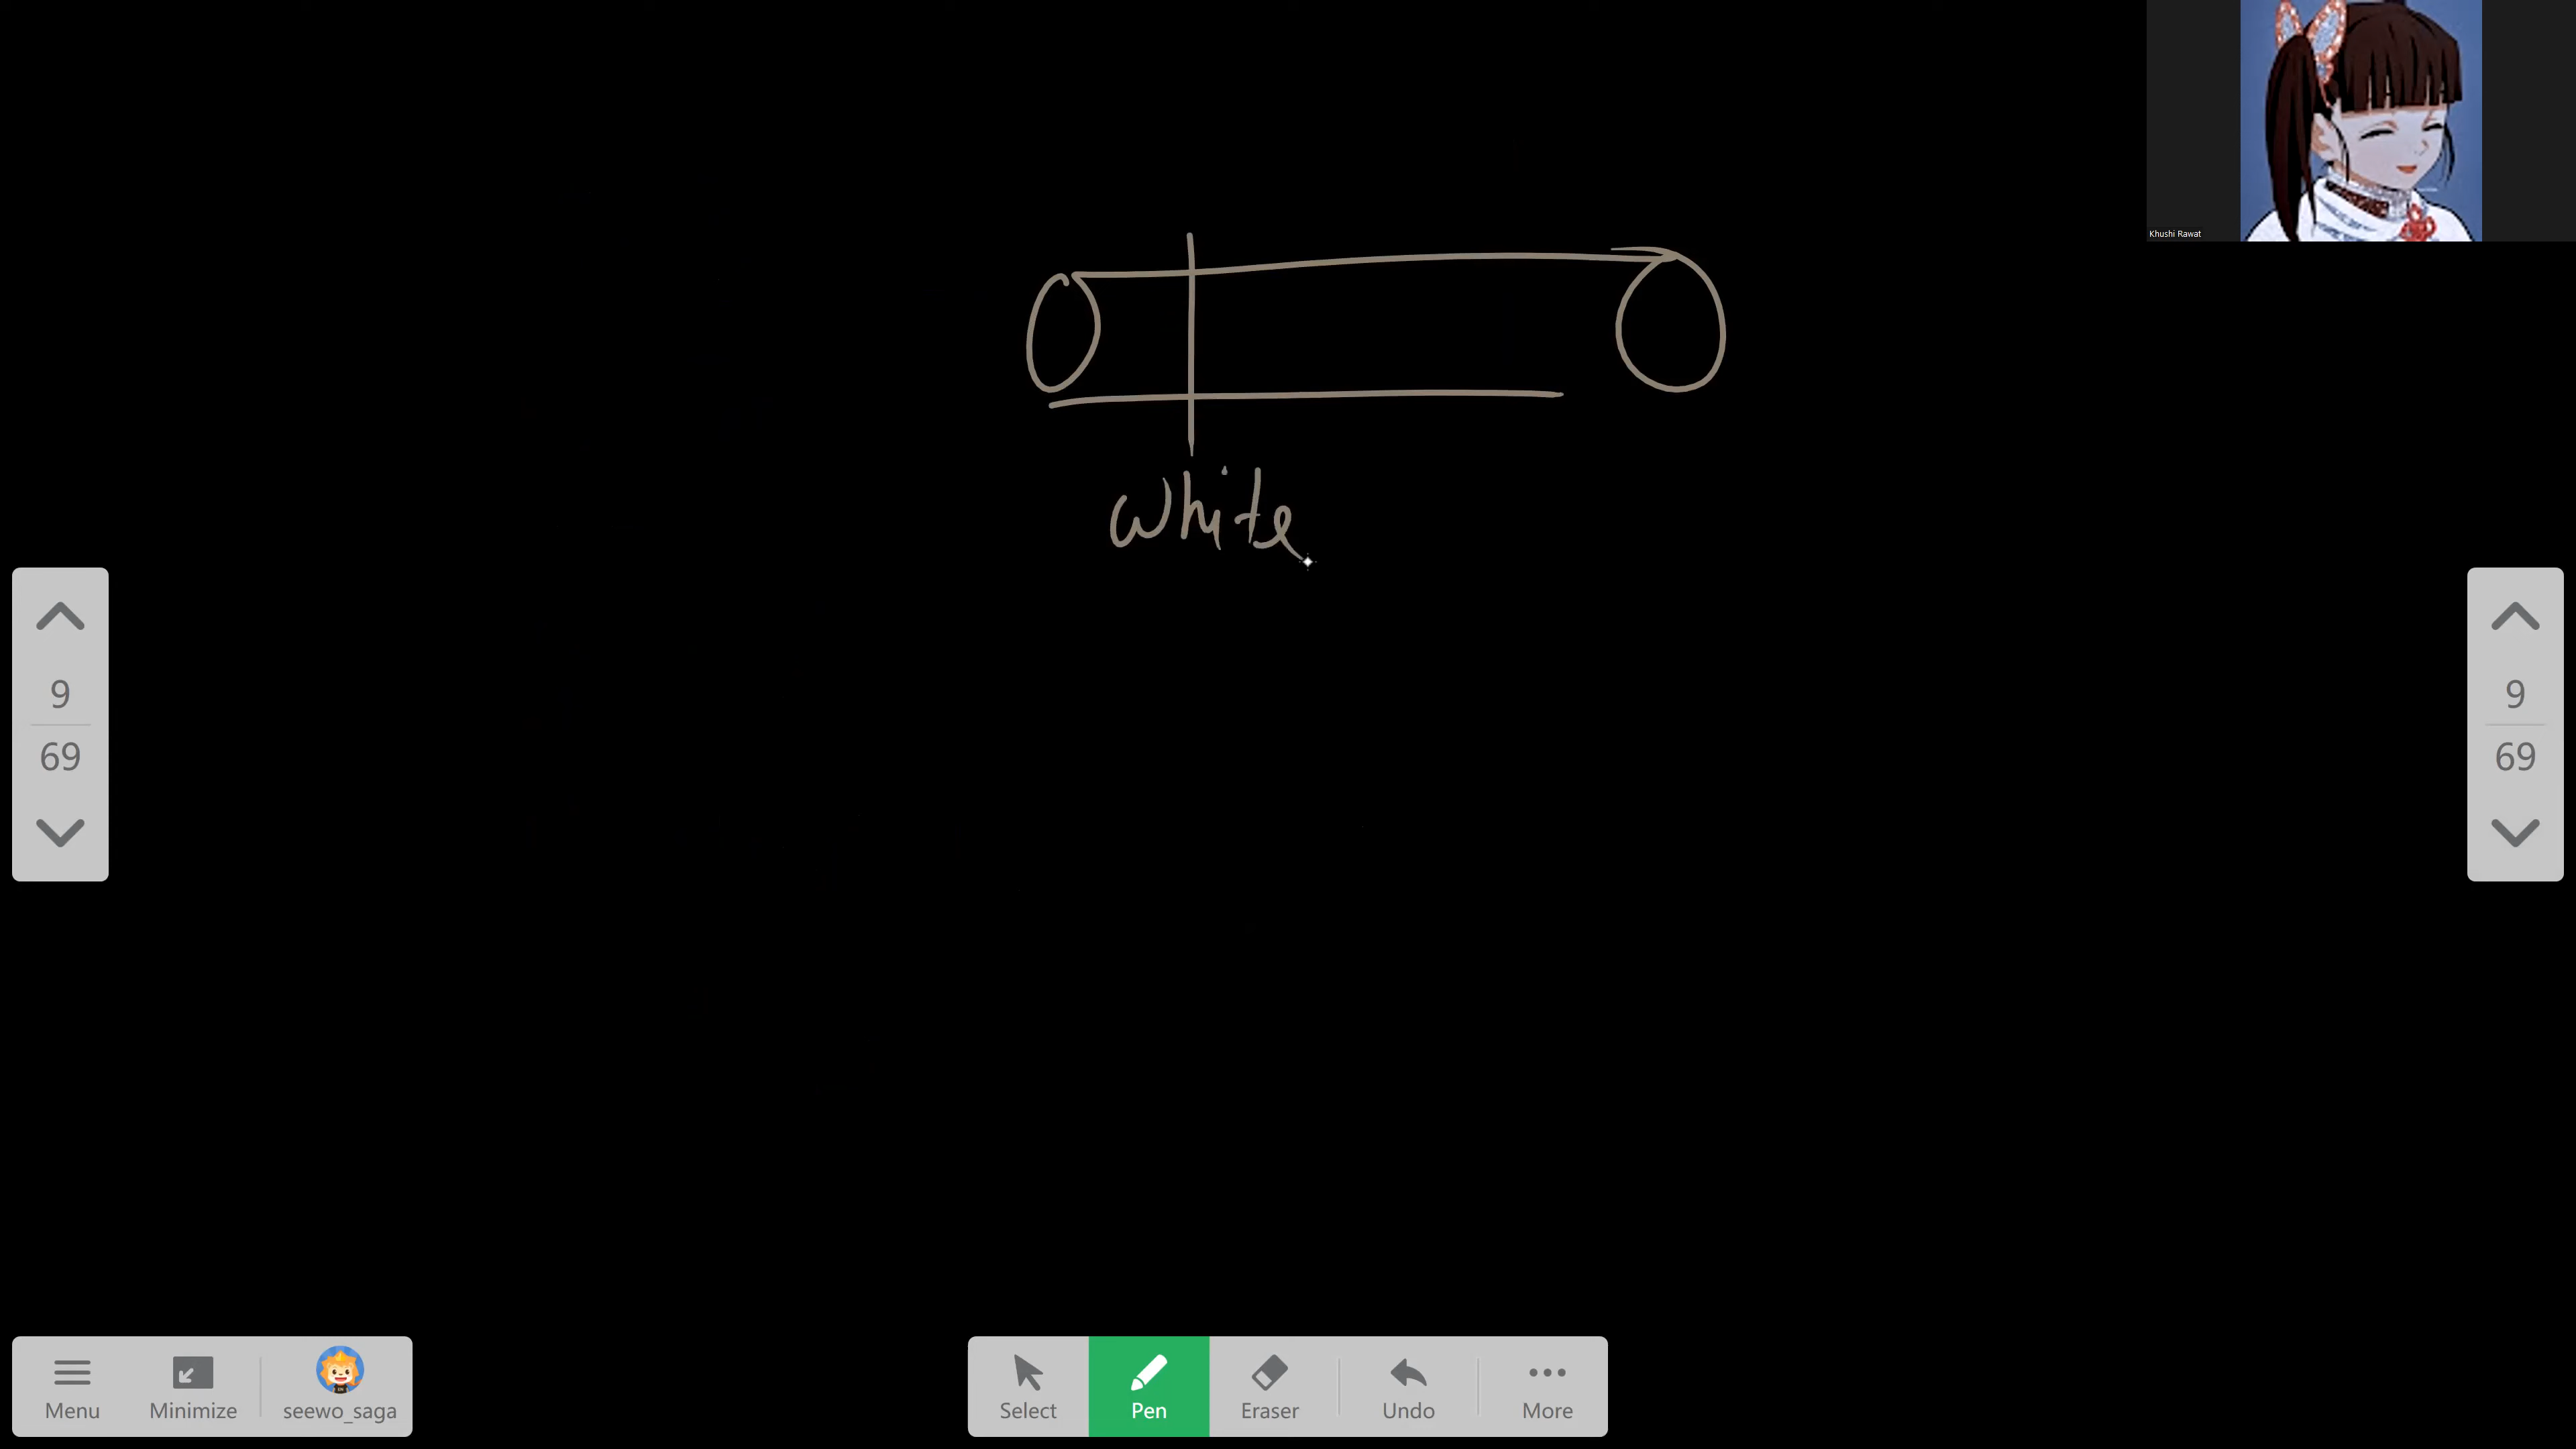 Khushi Rawat
white
9
69
9
69
Menu
Minimize
seewo_saga
Select
Pen
Eraser
Undo
More